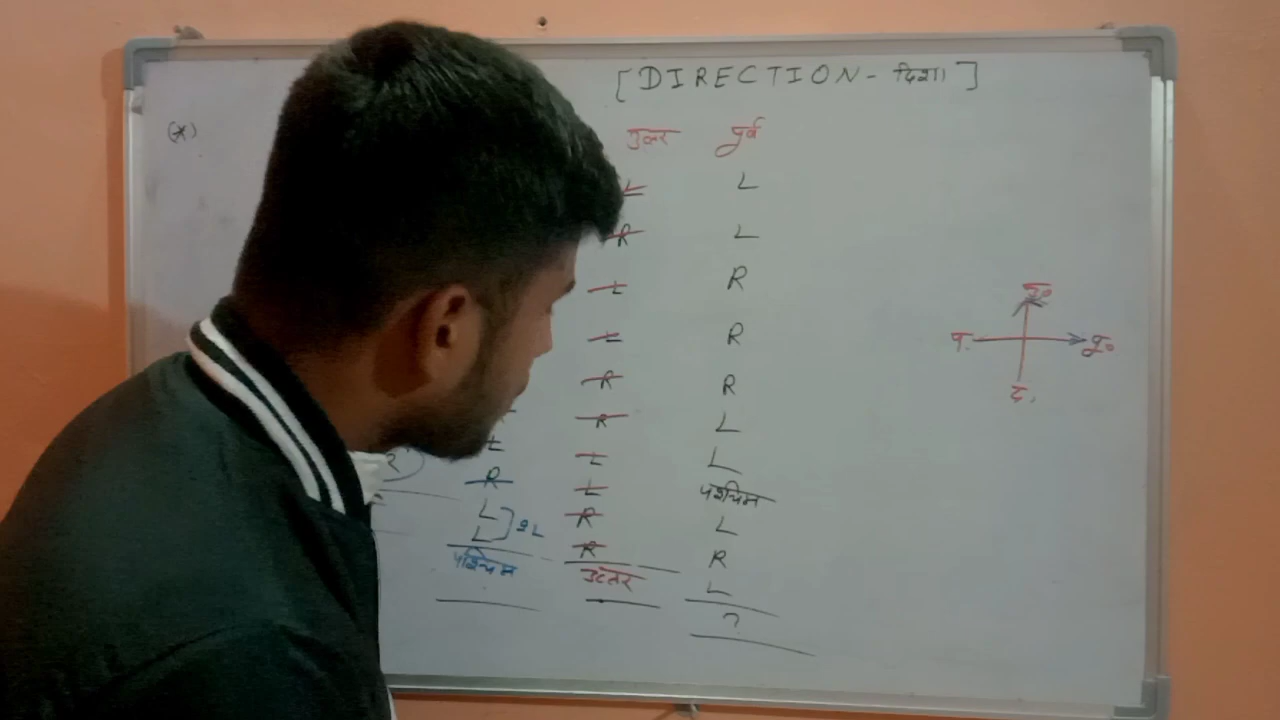 [DIRECTION - दिशा]
(*)
उत्तर पूर्व
L L
R L
L R
L R
R R
R L
L L
R L पश्चिम
L R L
L] 2L R R
पश्चिम उत्तर L
?
उ०
प. पू०
द.